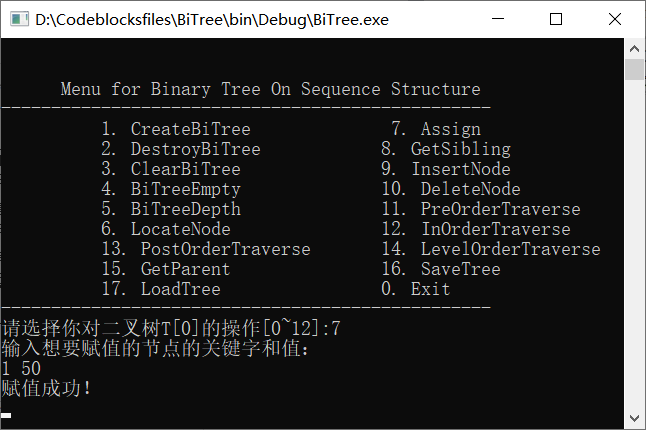 D:\Codeblocksfiles\BiTree\bin\Debug\BiTree.exe
Menu for Binary Tree On Sequence Structure
-------------------------------------------------
1. CreateBiTree 7. Assign
2. DestroyBiTree 8. GetSibling
3. ClearBiTree 9. InsertNode
4. BiTreeEmpty 10. DeleteNode
5. BiTreeDepth 11. PreOrderTraverse
6. LocateNode 12. InOrderTraverse
13. PostOrderTraverse 14. LevelOrderTraverse
15. GetParent 16. SaveTree
17. LoadTree 0. Exit
-------------------------------------------------
请选择你对二叉树T[0]的操作[0~12]:7
输入想要赋值的节点的关键字和值:
1 50
赋值成功!